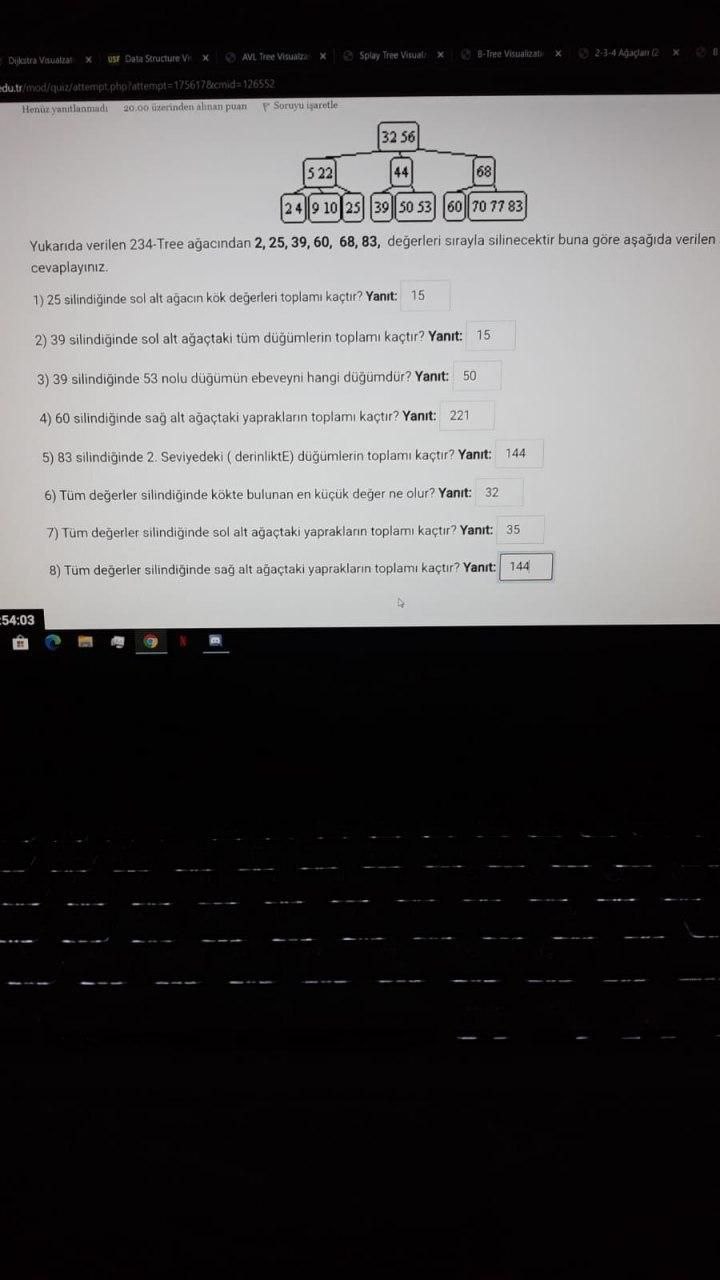 Dijkstra Visualzat
USF Data Structure Vi
AVL Tree Visualza
Splay Tree Visuali
B-Tree Visualizati
2-3-4 Ağaçları (2
edu.tr/mod/quiz/attempt.php?attempt=175617&cmid=126552
Henüz yanıtlanmadı 20.00 üzerinden alınan puan Soruyu işaretle
32 56
5 22 44 68
2 4 9 10 25 39 50 53 60 70 77 83
Yukarıda verilen 234-Tree ağacından 2, 25, 39, 60, 68, 83, değerleri sırayla silinecektir buna göre aşağıda verilen
cevaplayınız.
1) 25 silindiğinde sol alt ağacın kök değerleri toplamı kaçtır? Yanıt: 15
2) 39 silindiğinde sol alt ağaçtaki tüm düğümlerin toplamı kaçtır? Yanıt: 15
3) 39 silindiğinde 53 nolu düğümün ebeveyni hangi düğümdür? Yanıt: 50
4) 60 silindiğinde sağ alt ağaçtaki yaprakların toplamı kaçtır? Yanıt: 221
5) 83 silindiğinde 2. Seviyedeki ( derinliktE) düğümlerin toplamı kaçtır? Yanıt: 144
6) Tüm değerler silindiğinde kökte bulunan en küçük değer ne olur? Yanıt: 32
7) Tüm değerler silindiğinde sol alt ağaçtaki yaprakların toplamı kaçtır? Yanıt: 35
8) Tüm değerler silindiğinde sağ alt ağaçtaki yaprakların toplamı kaçtır? Yanıt: 144
:54:03